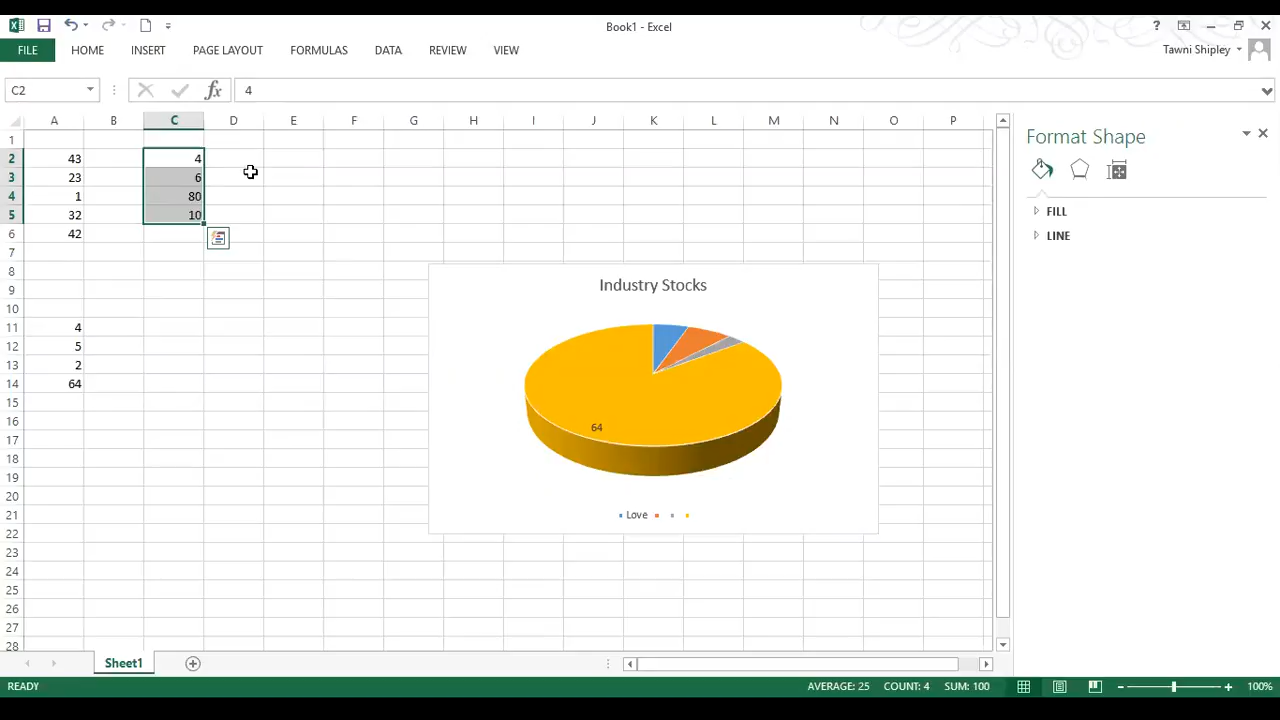 Book1 - Excel
?
FILE HOME INSERT PAGE LAYOUT FORMULAS DATA REVIEW VIEW Tawni Shipley
C2 fx 4
A B C D E F G H I J K L M N O P
1
2 43 4
3 23 6
4 1 80
5 32 10
6 42
7
8
9
10
11 4
12 5
13 2
14 64
15
16
17
18
19
20
21
22
23
24
25
26
27
28
Industry Stocks
64
Love
Format Shape
FILL
LINE
Sheet1
READY AVERAGE: 25 COUNT: 4 SUM: 100 100%